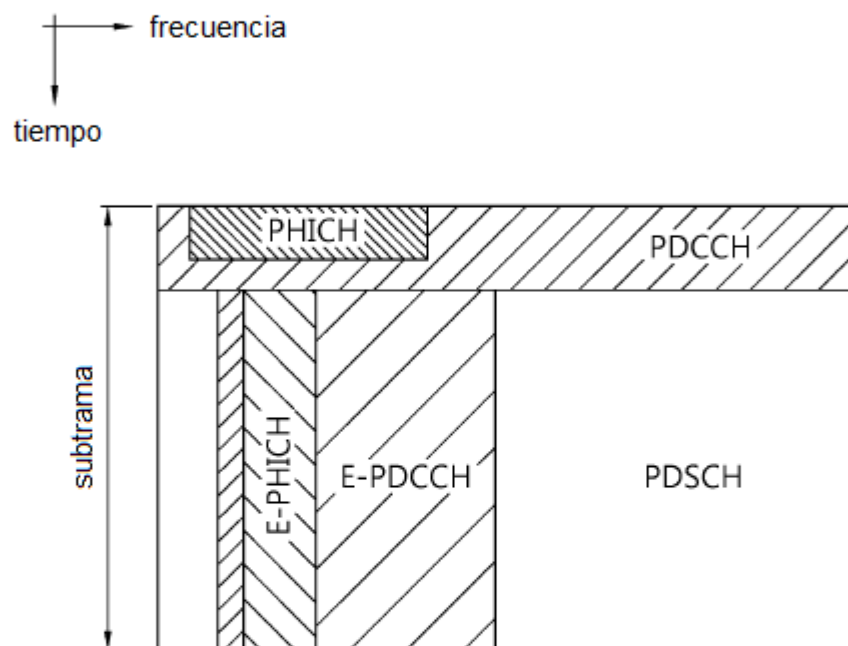 frecuencia
tiempo
PHICH
PDCCH
subtrama
E-PHICH
E-PDCCH
PDSCH